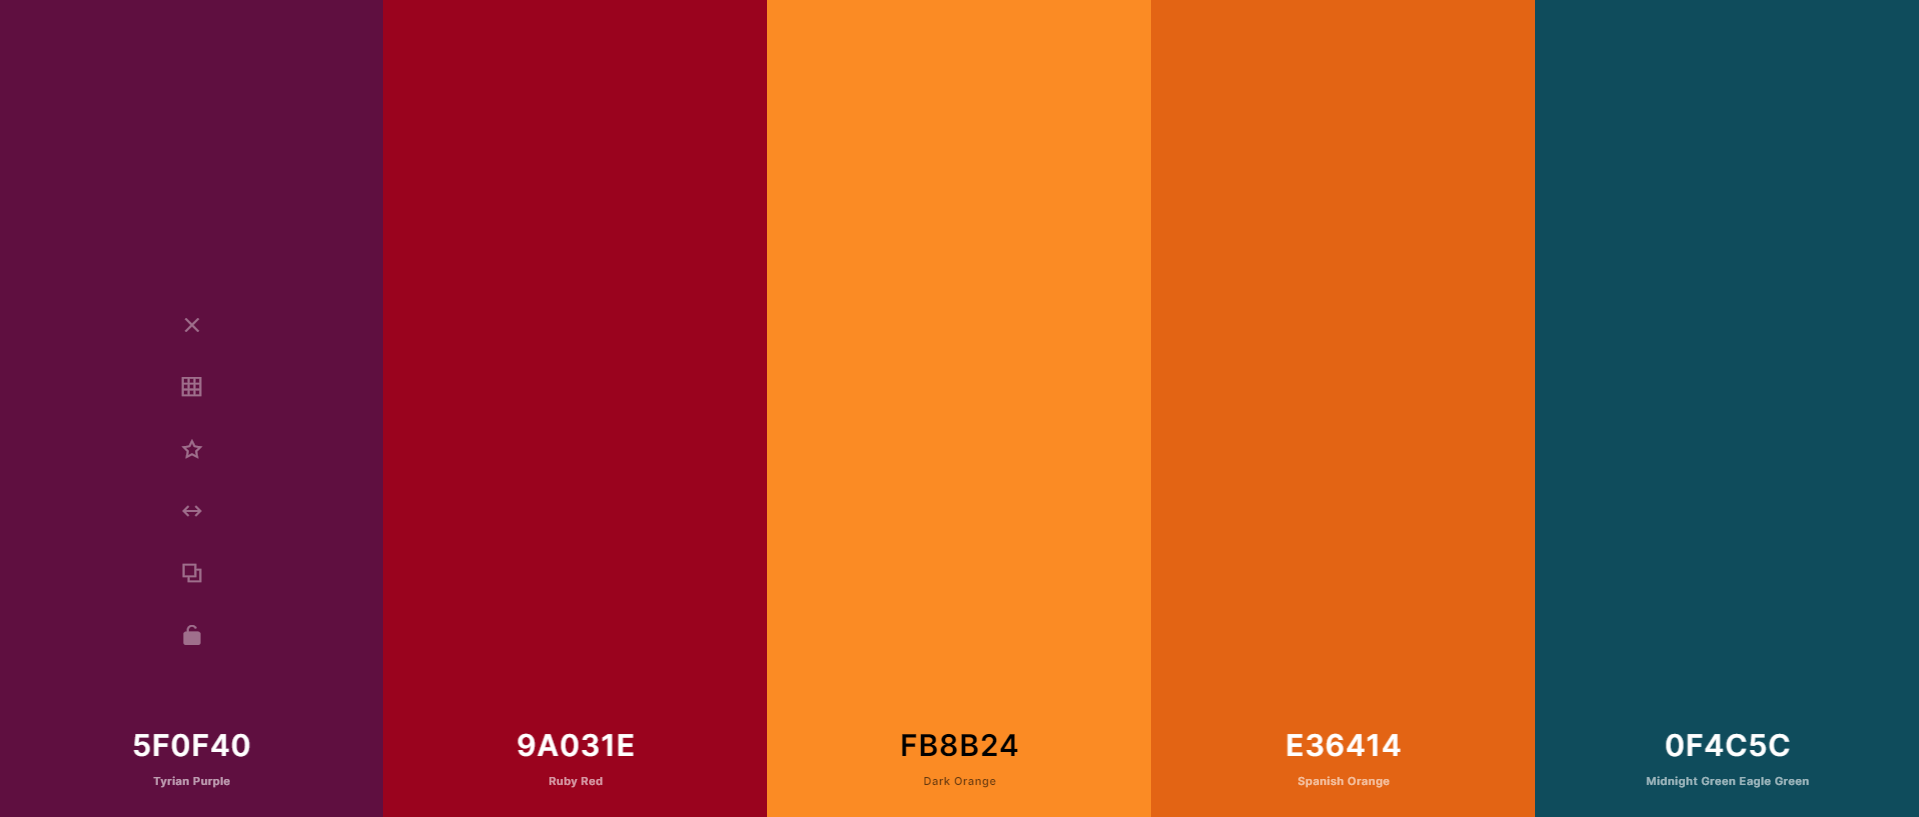 5F0F40
Tyrian Purple
9A031E
Ruby Red
FB8B24
Dark Orange
E36414
Spanish Orange
0F4C5C
Midnight Green Eagle Green